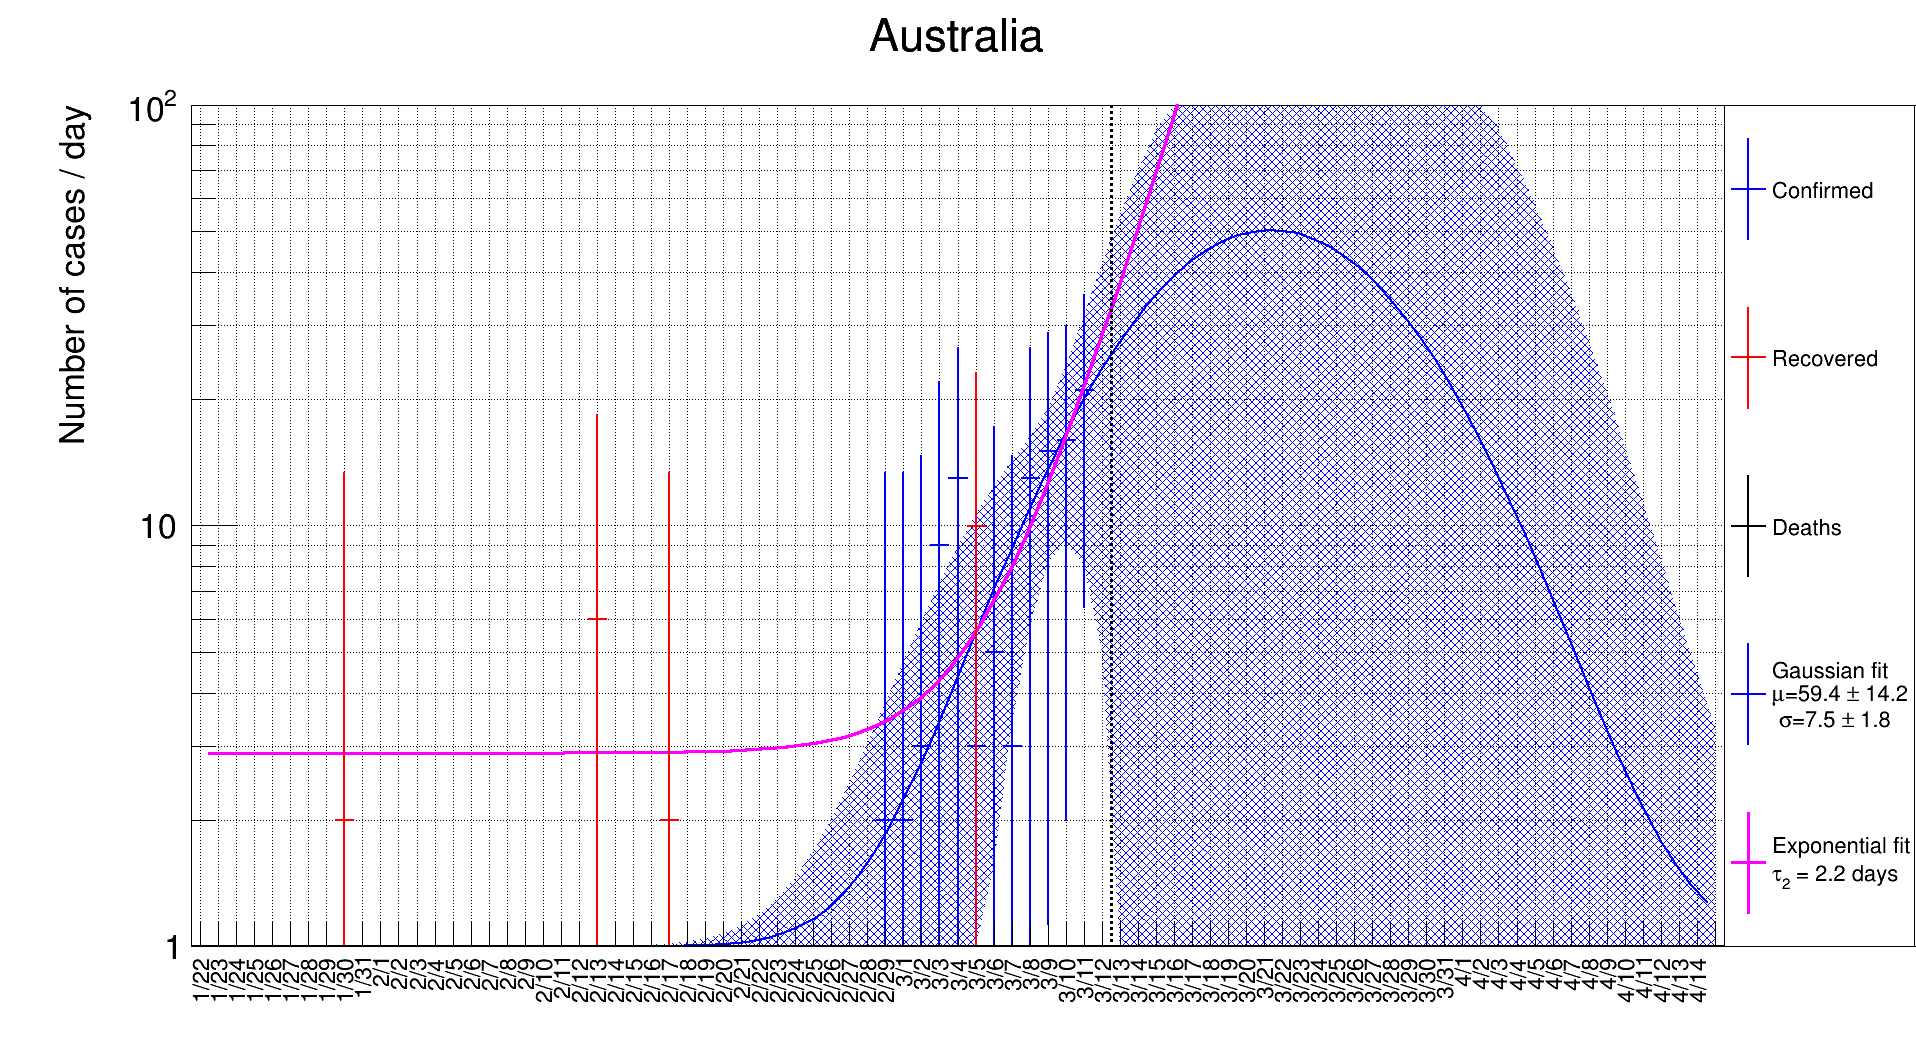 Australia
Number of cases / day
10²
10
1
1/22 1/23 1/24 1/25 1/26 1/27 1/28 1/29 1/30 1/31 2/1 2/2 2/3 2/4 2/5 2/6 2/7 2/8 2/9 2/10 2/11 2/12 2/13 2/14 2/15 2/16 2/17 2/18 2/19 2/20 2/21 2/22 2/23 2/24 2/25 2/26 2/27 2/28 2/29 3/1 3/2 3/3 3/4 3/5 3/6 3/7 3/8 3/9 3/10 3/11 3/12 3/13 3/14 3/15 3/16 3/17 3/18 3/19 3/20 3/21 3/22 3/23 3/24 3/25 3/26 3/27 3/28 3/29 3/30 3/31 4/1 4/2 4/3 4/4 4/5 4/6 4/7 4/8 4/9 4/10 4/11 4/12 4/13 4/14
Confirmed
Recovered
Deaths
Gaussian fit
μ=59.4 ± 14.2
σ=7.5 ± 1.8
Exponential fit
τ₂ = 2.2 days